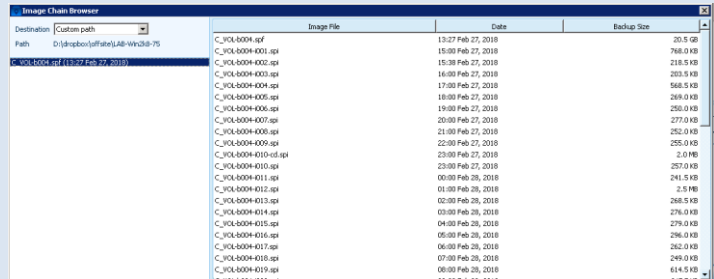 Image Chain Browser
Destination Custom path
Path D:\dropbox\offsite\LAB-Win2k8-75
C_VOL-b004.spf (13:27 Feb 27, 2018)
Image File Date Backup Size
C_VOL-b004.spf 13:27 Feb 27, 2018 20.5 GB
C_VOL-b004-i001.spi 15:00 Feb 27, 2018 768.0 KB
C_VOL-b004-i002.spi 15:38 Feb 27, 2018 218.5 KB
C_VOL-b004-i003.spi 16:00 Feb 27, 2018 203.5 KB
C_VOL-b004-i004.spi 17:00 Feb 27, 2018 568.5 KB
C_VOL-b004-i005.spi 18:00 Feb 27, 2018 269.0 KB
C_VOL-b004-i006.spi 19:00 Feb 27, 2018 250.0 KB
C_VOL-b004-i007.spi 20:00 Feb 27, 2018 277.0 KB
C_VOL-b004-i008.spi 21:00 Feb 27, 2018 252.0 KB
C_VOL-b004-i009.spi 22:00 Feb 27, 2018 255.0 KB
C_VOL-b004-i010-cd.spi 23:00 Feb 27, 2018 2.0 MB
C_VOL-b004-i010.spi 23:00 Feb 27, 2018 257.0 KB
C_VOL-b004-i011.spi 00:00 Feb 28, 2018 241.5 KB
C_VOL-b004-i012.spi 01:00 Feb 28, 2018 2.5 MB
C_VOL-b004-i013.spi 02:00 Feb 28, 2018 268.5 KB
C_VOL-b004-i014.spi 03:00 Feb 28, 2018 276.0 KB
C_VOL-b004-i015.spi 04:00 Feb 28, 2018 279.0 KB
C_VOL-b004-i016.spi 05:00 Feb 28, 2018 296.0 KB
C_VOL-b004-i017.spi 06:00 Feb 28, 2018 262.0 KB
C_VOL-b004-i018.spi 07:00 Feb 28, 2018 249.0 KB
C_VOL-b004-i019.spi 08:00 Feb 28, 2018 614.5 KB